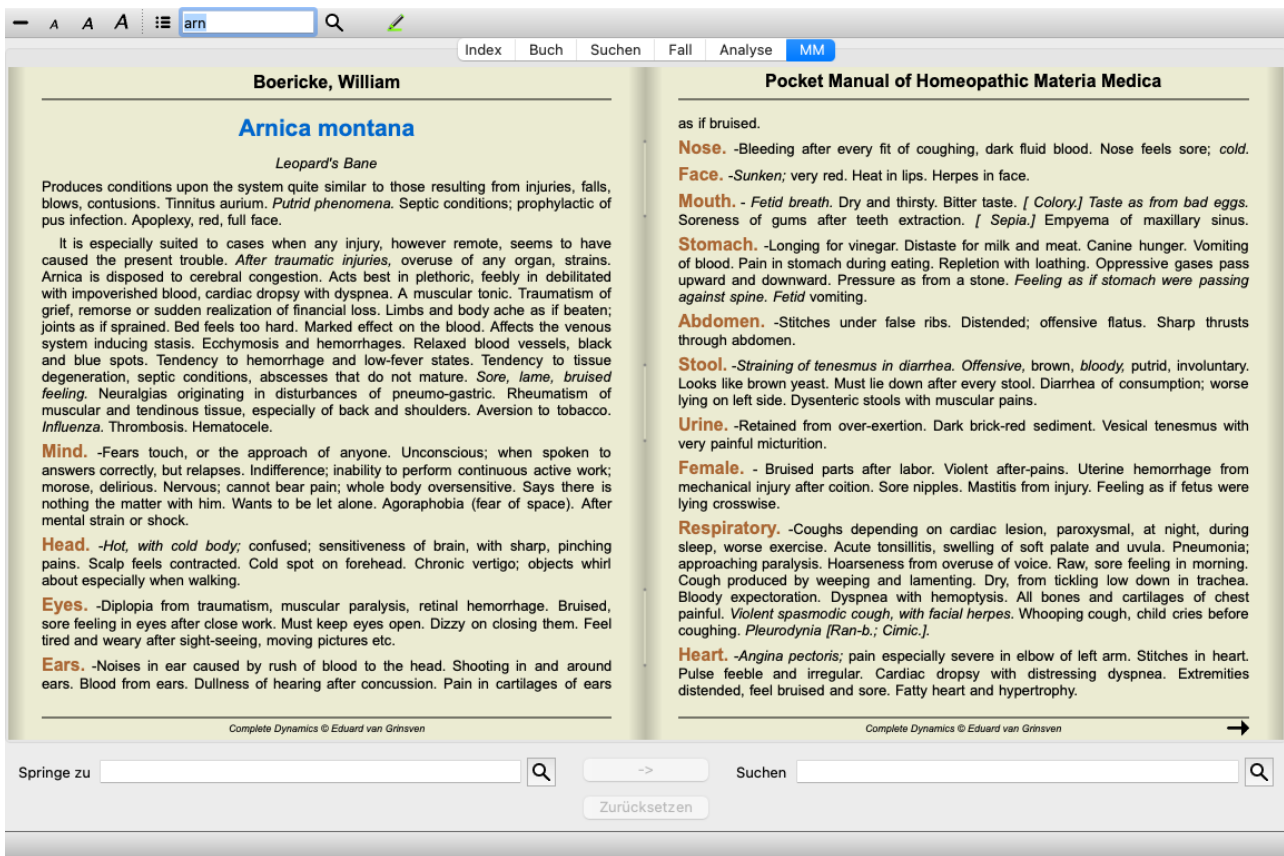 A A A arn
Index Buch Suchen Fall Analyse MM
Boericke, William
Arnica montana
Leopard's Bane
Produces conditions upon the system quite similar to those resulting from injuries, falls,
blows, contusions. Tinnitus aurium. Putrid phenomena. Septic conditions; prophylactic of
pus infection. Apoplexy, red, full face.
It is especially suited to cases when any injury, however remote, seems to have
caused the present trouble. After traumatic injuries, overuse of any organ, strains.
Arnica is disposed to cerebral congestion. Acts best in plethoric, feebly in debilitated
with impoverished blood, cardiac dropsy with dyspnea. A muscular tonic. Traumatism of
grief, remorse or sudden realization of financial loss. Limbs and body ache as if beaten;
joints as if sprained. Bed feels too hard. Marked effect on the blood. Affects the venous
system inducing stasis. Ecchymosis and hemorrhages. Relaxed blood vessels, black
and blue spots. Tendency to hemorrhage and low-fever states. Tendency to tissue
degeneration, septic conditions, abscesses that do not mature. Sore, lame, bruised
feeling. Neuralgias originating in disturbances of pneumo-gastric. Rheumatism of
muscular and tendinous tissue, especially of back and shoulders. Aversion to tobacco.
Influenza. Thrombosis. Hematocele.
Mind. -Fears touch, or the approach of anyone. Unconscious; when spoken to
answers correctly, but relapses. Indifference; inability to perform continuous active work;
morose, delirious. Nervous; cannot bear pain; whole body oversensitive. Says there is
nothing the matter with him. Wants to be let alone. Agoraphobia (fear of space). After
mental strain or shock.
Head. -Hot, with cold body; confused; sensitiveness of brain, with sharp, pinching
pains. Scalp feels contracted. Cold spot on forehead. Chronic vertigo; objects whirl
about especially when walking.
Eyes. -Diplopia from traumatism, muscular paralysis, retinal hemorrhage. Bruised,
sore feeling in eyes after close work. Must keep eyes open. Dizzy on closing them. Feel
tired and weary after sight-seeing, moving pictures etc.
Ears. -Noises in ear caused by rush of blood to the head. Shooting in and around
ears. Blood from ears. Dullness of hearing after concussion. Pain in cartilages of ears
Complete Dynamics © Eduard van Grinsven
Pocket Manual of Homeopathic Materia Medica
as if bruised.
Nose. -Bleeding after every fit of coughing, dark fluid blood. Nose feels sore; cold.
Face. -Sunken; very red. Heat in lips. Herpes in face.
Mouth. - Fetid breath. Dry and thirsty. Bitter taste. [ Colory.] Taste as from bad eggs.
Soreness of gums after teeth extraction. [ Sepia.] Empyema of maxillary sinus.
Stomach. -Longing for vinegar. Distaste for milk and meat. Canine hunger. Vomiting
of blood. Pain in stomach during eating. Repletion with loathing. Oppressive gases pass
upward and downward. Pressure as from a stone. Feeling as if stomach were passing
against spine. Fetid vomiting.
Abdomen. -Stitches under false ribs. Distended; offensive flatus. Sharp thrusts
through abdomen.
Stool. -Straining of tenesmus in diarrhea. Offensive, brown, bloody, putrid, involuntary.
Looks like brown yeast. Must lie down after every stool. Diarrhea of consumption; worse
lying on left side. Dysenteric stools with muscular pains.
Urine. -Retained from over-exertion. Dark brick-red sediment. Vesical tenesmus with
very painful micturition.
Female. - Bruised parts after labor. Violent after-pains. Uterine hemorrhage from
mechanical injury after coition. Sore nipples. Mastitis from injury. Feeling as if fetus were
lying crosswise.
Respiratory. -Coughs depending on cardiac lesion, paroxysmal, at night, during
sleep, worse exercise. Acute tonsillitis, swelling of soft palate and uvula. Pneumonia;
approaching paralysis. Hoarseness from overuse of voice. Raw, sore feeling in morning.
Cough produced by weeping and lamenting. Dry, from tickling low down in trachea.
Bloody expectoration. Dyspnea with hemoptysis. All bones and cartilages of chest
painful. Violent spasmodic cough, with facial herpes. Whooping cough, child cries before
coughing. Pleurodynia [Ran-b.; Cimic.].
Heart. -Angina pectoris; pain especially severe in elbow of left arm. Stitches in heart.
Pulse feeble and irregular. Cardiac dropsy with distressing dyspnea. Extremities
distended, feel bruised and sore. Fatty heart and hypertrophy.
Complete Dynamics © Eduard van Grinsven
Springe zu -> Suchen
Zurücksetzen